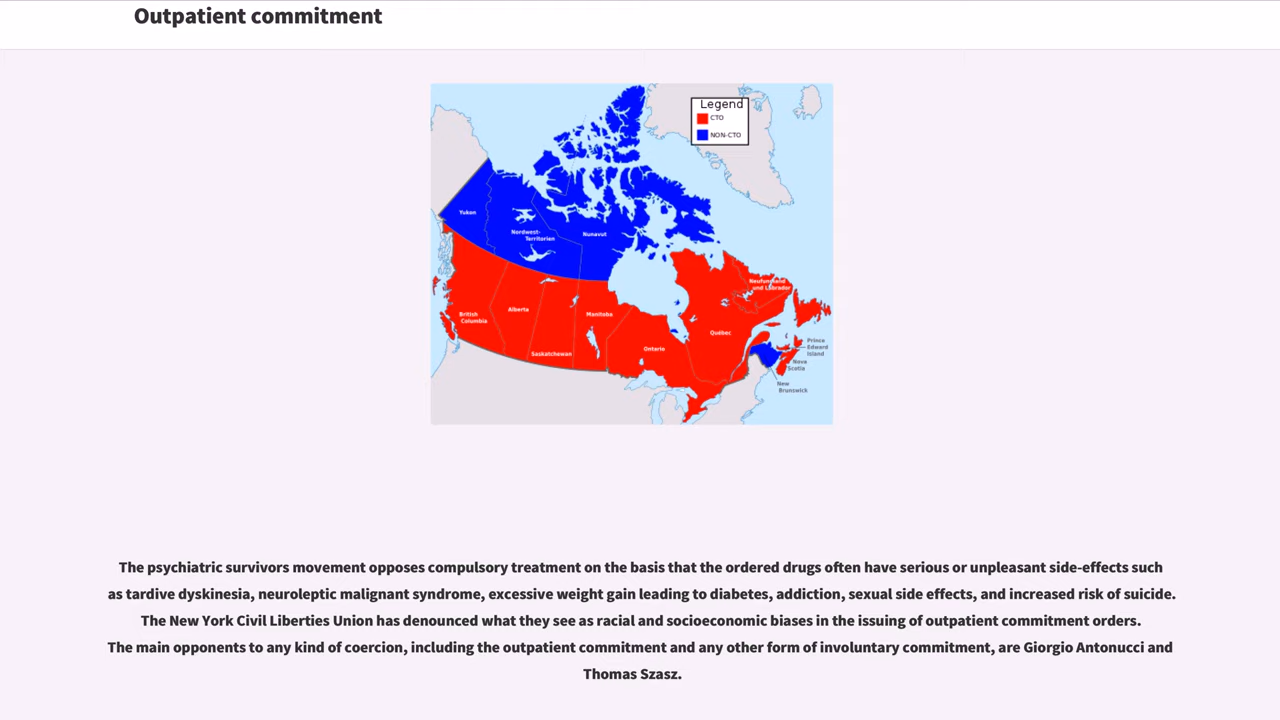 Outpatient commitment
Legend
CTO
NON-CTO
Yukon
Nordwest-
Territorien
Nunavut
British
Columbia
Alberta
Saskatchewan
Manitoba
Ontario
Québec
Neufundland
und Labrador
Prince
Edward
Island
Nova
Scotia
New
Brunswick
The psychiatric survivors movement opposes compulsory treatment on the basis that the ordered drugs often have serious or unpleasant side-effects such
as tardive dyskinesia, neuroleptic malignant syndrome, excessive weight gain leading to diabetes, addiction, sexual side effects, and increased risk of suicide.
The New York Civil Liberties Union has denounced what they see as racial and socioeconomic biases in the issuing of outpatient commitment orders.
The main opponents to any kind of coercion, including the outpatient commitment and any other form of involuntary commitment, are Giorgio Antonucci and
Thomas Szasz.